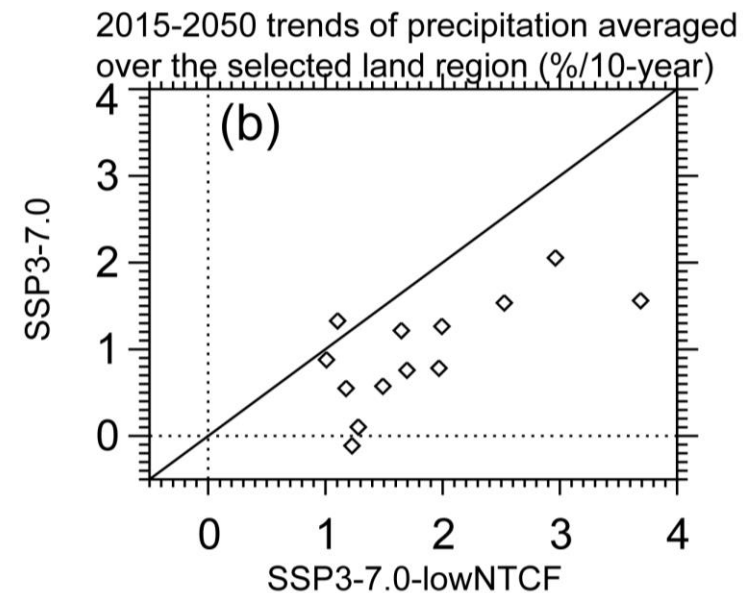 2015-2050 trends of precipitation averaged
over the selected land region (%/10-year)
(b)
4
3
2
1
0
SSP3-7.0
0 1 2 3 4
SSP3-7.0-lowNTCF